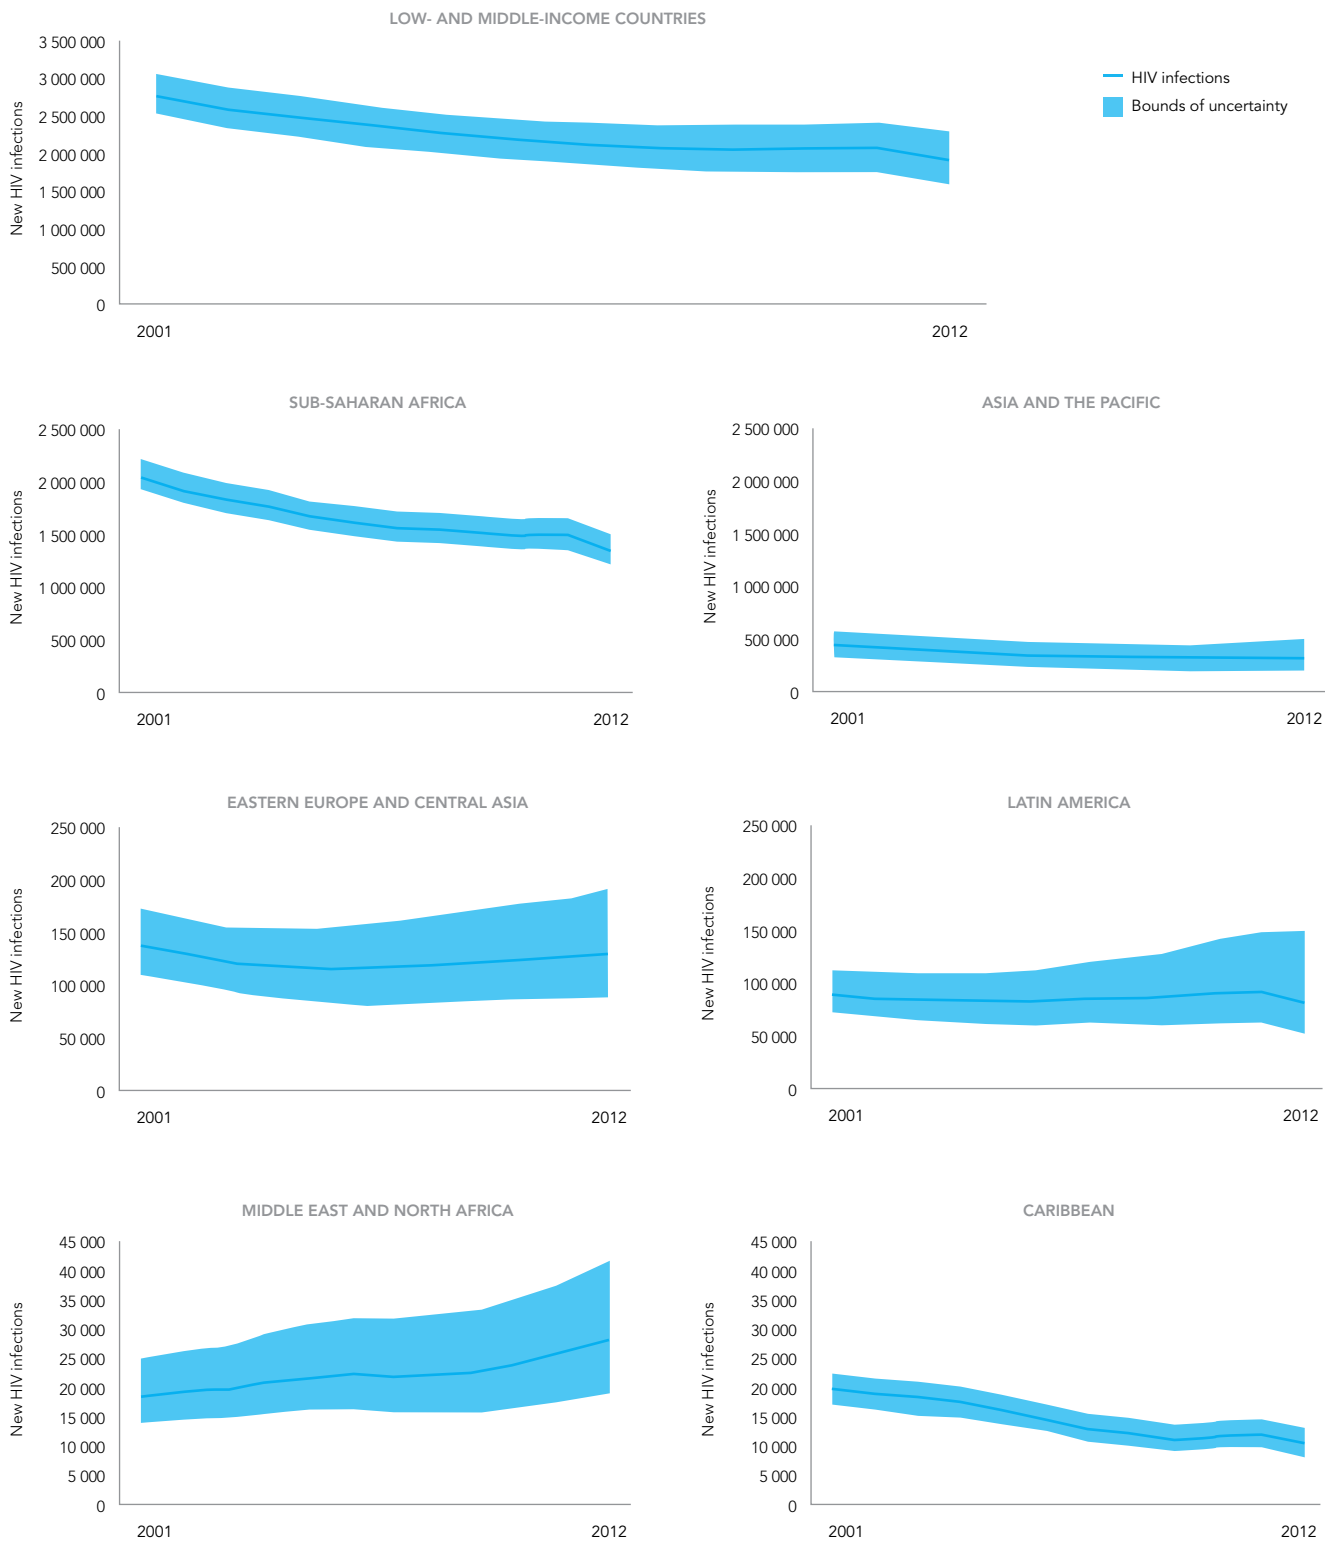 LOW- AND MIDDLE-INCOME COUNTRIES
New HIV infections
3 500 000
3 000 000
2 500 000
2 000 000
1 500 000
1 000 000
500 000
0
2001
2012
HIV infections
Bounds of uncertainty
SUB-SAHARAN AFRICA
New HIV infections
2 500 000
2 000 000
1 500 000
1 000 000
500 000
0
2001
2012
ASIA AND THE PACIFIC
New HIV infections
2 500 000
2 000 000
1 500 000
1 000 000
500 000
0
2001
2012
EASTERN EUROPE AND CENTRAL ASIA
New HIV infections
250 000
200 000
150 000
100 000
50 000
0
2001
2012
LATIN AMERICA
New HIV infections
250 000
200 000
150 000
100 000
50 000
0
2001
2012
MIDDLE EAST AND NORTH AFRICA
New HIV infections
45 000
40 000
35 000
30 000
25 000
20 000
15 000
10 000
5 000
0
2001
2012
CARIBBEAN
New HIV infections
45 000
40 000
35 000
30 000
25 000
20 000
15 000
10 000
5 000
0
2001
2012